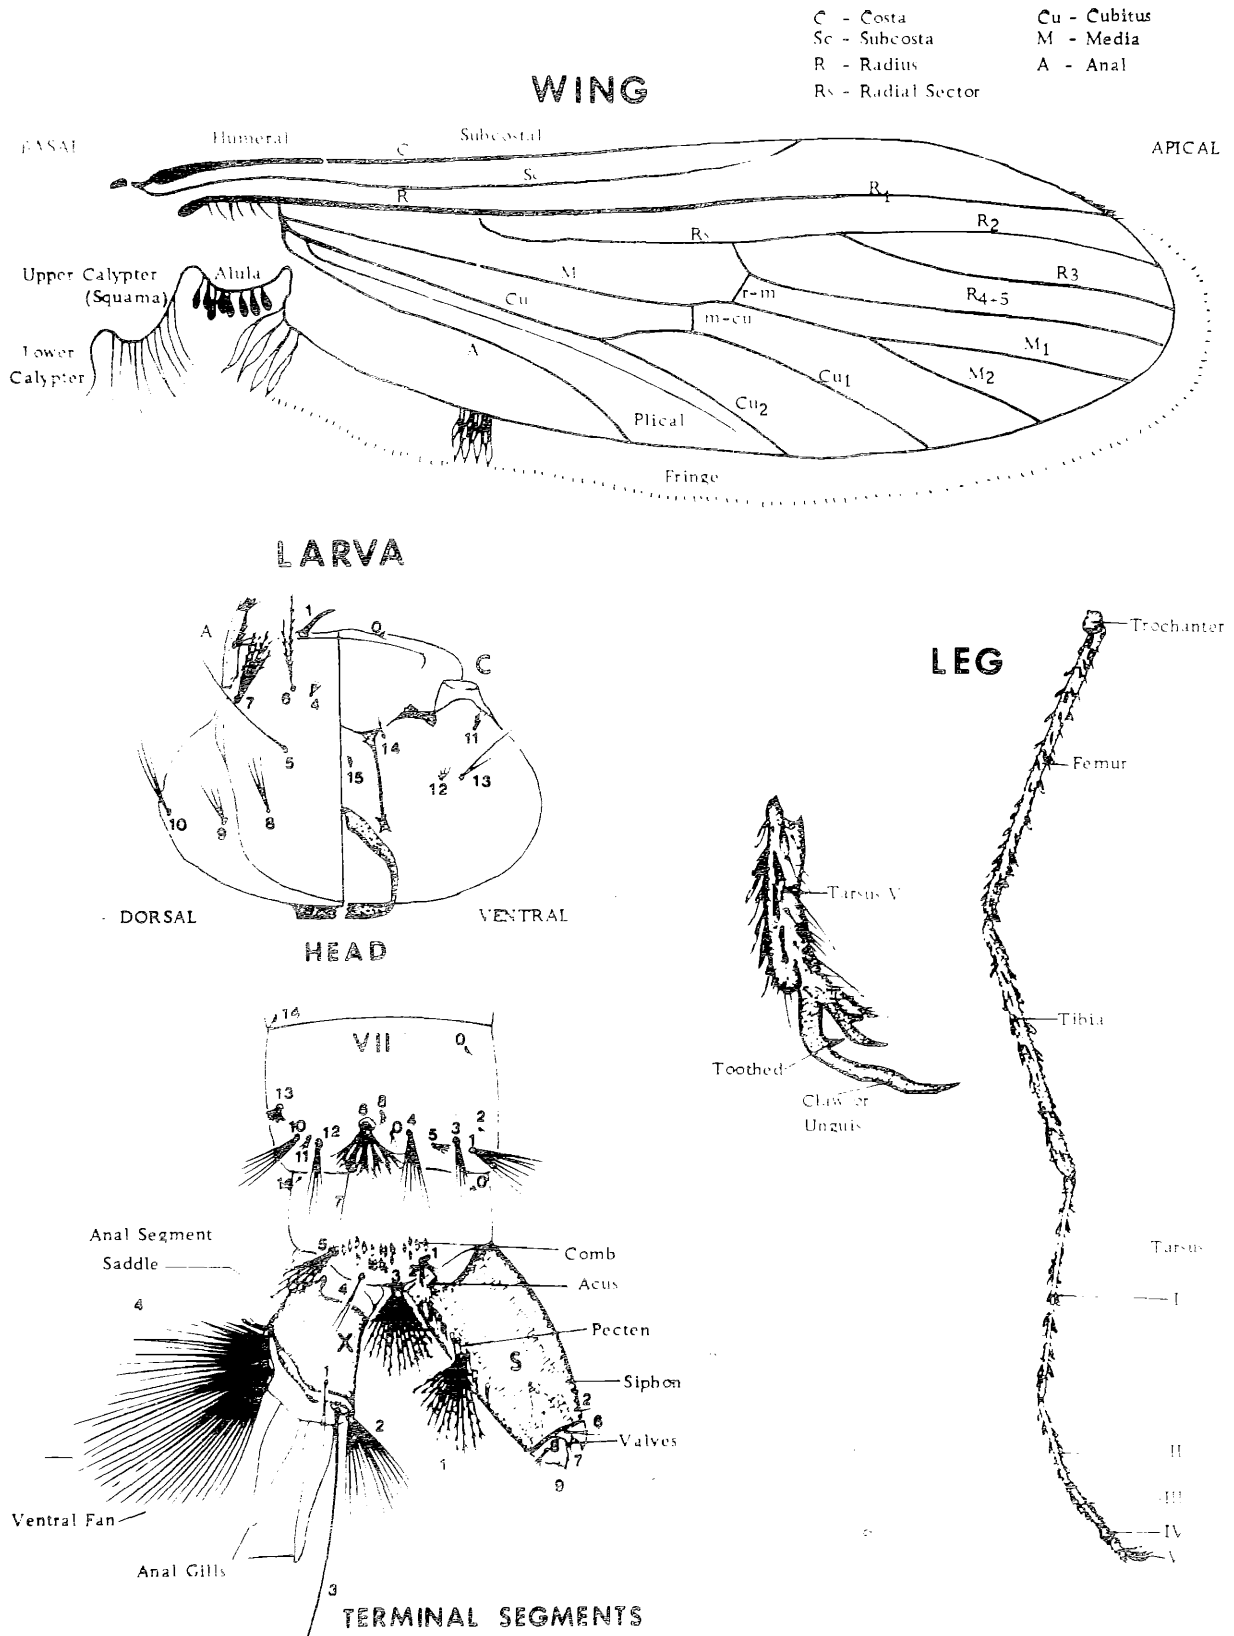 C - Costa
Cu - Cubitus
Sc - Subcosta
M - Media
R - Radius
A - Anal
Rs - Radial Sector
WING
BASAL
Humeral
Subcostal
APICAL
C
Sc
R
R1
R2
Rs
R3
R4-5
M
r-m
Cu
m-cu
M1
A
M2
Cu1
Cu2
Plical
Fringe
Upper Calypter
(Squama)
Alula
Lower
Calypter
LARVA
A
1
0
C
7
6
4
5
14
11
15
12
13
10
9
8
DORSAL
VENTRAL
HEAD
LEG
Trochanter
Femur
Tarsus V
Tibia
Toothed
Claw or
Unguis
Tarsus
I
II
III
IV
V
14
VII
0
13
10
12
11
6
8
0
4
5
3
2
1
14
7
0
Anal Segment
Saddle
5
1
2
Comb
Acus
4
3
4
X
Pecten
S
Siphon
1
2
2
6
Valves
8
7
9
1
Ventral Fan
Anal Gills
3
TERMINAL SEGMENTS